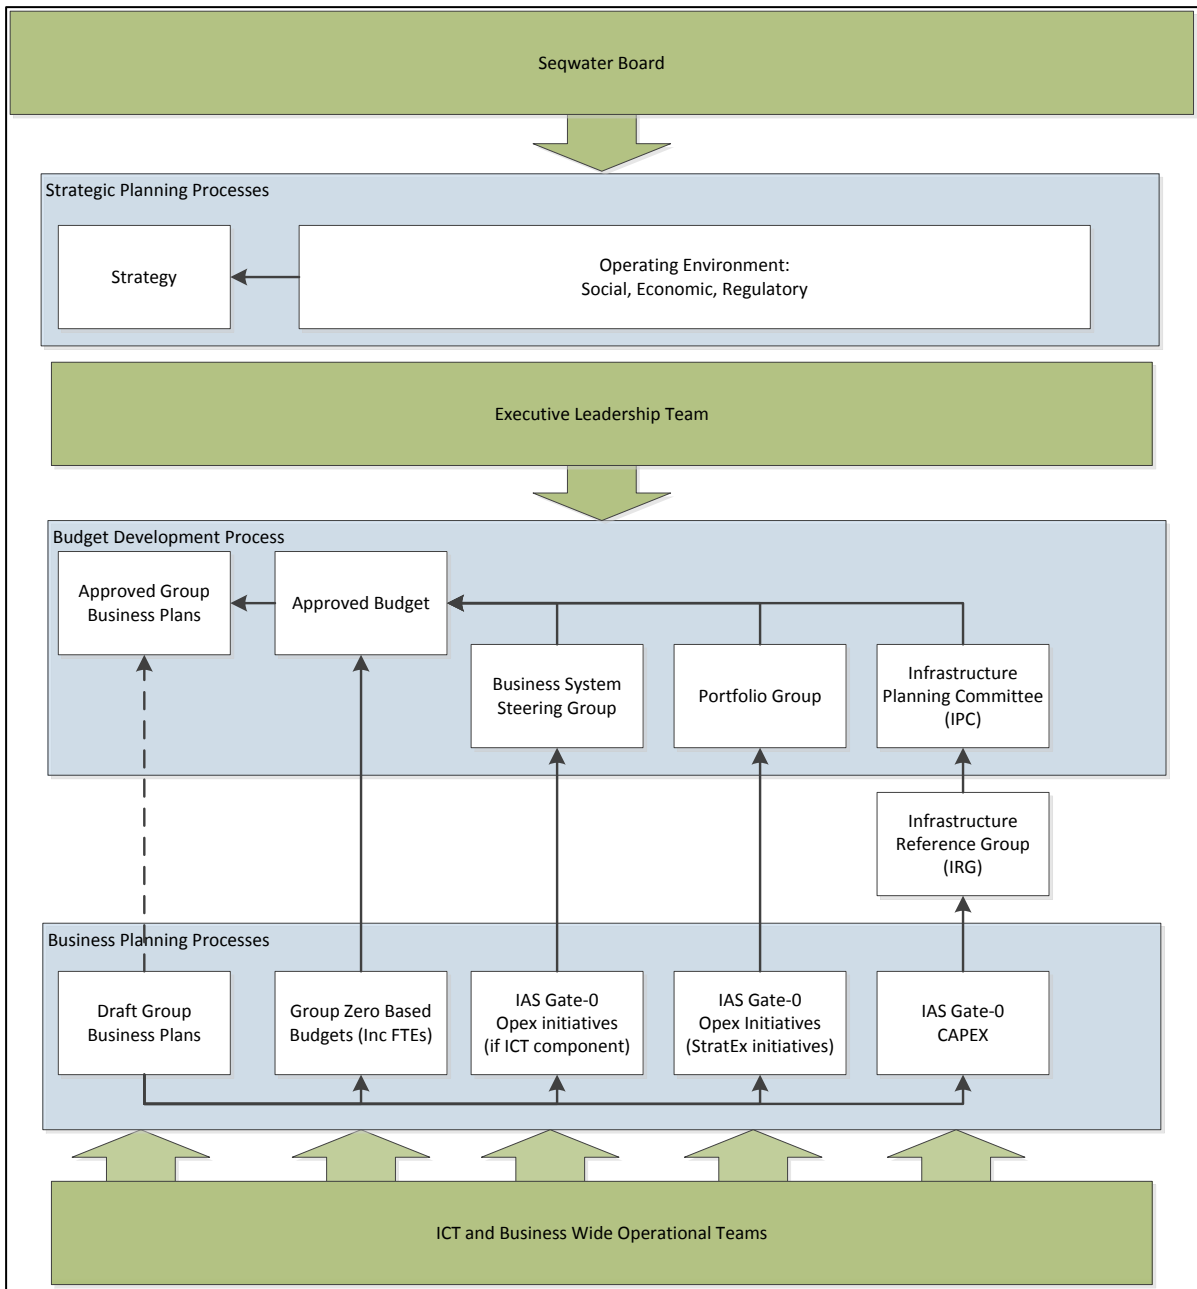 Seqwater Board
Strategic Planning Processes
Strategy
Operating Environment:
Social, Economic, Regulatory
Executive Leadership Team
Budget Development Process
Approved Group
Business Plans
Approved Budget
Business System
Steering Group
Portfolio Group
Infrastructure
Planning Committee
(IPC)
Infrastructure
Reference Group
(IRG)
Business Planning Processes
Draft Group
Business Plans
Group Zero Based
Budgets (Inc FTEs)
IAS Gate-0
Opex initiatives
(if ICT component)
IAS Gate-0
Opex Initiatives
(StratEx initiatives)
IAS Gate-0
CAPEX
ICT and Business Wide Operational Teams